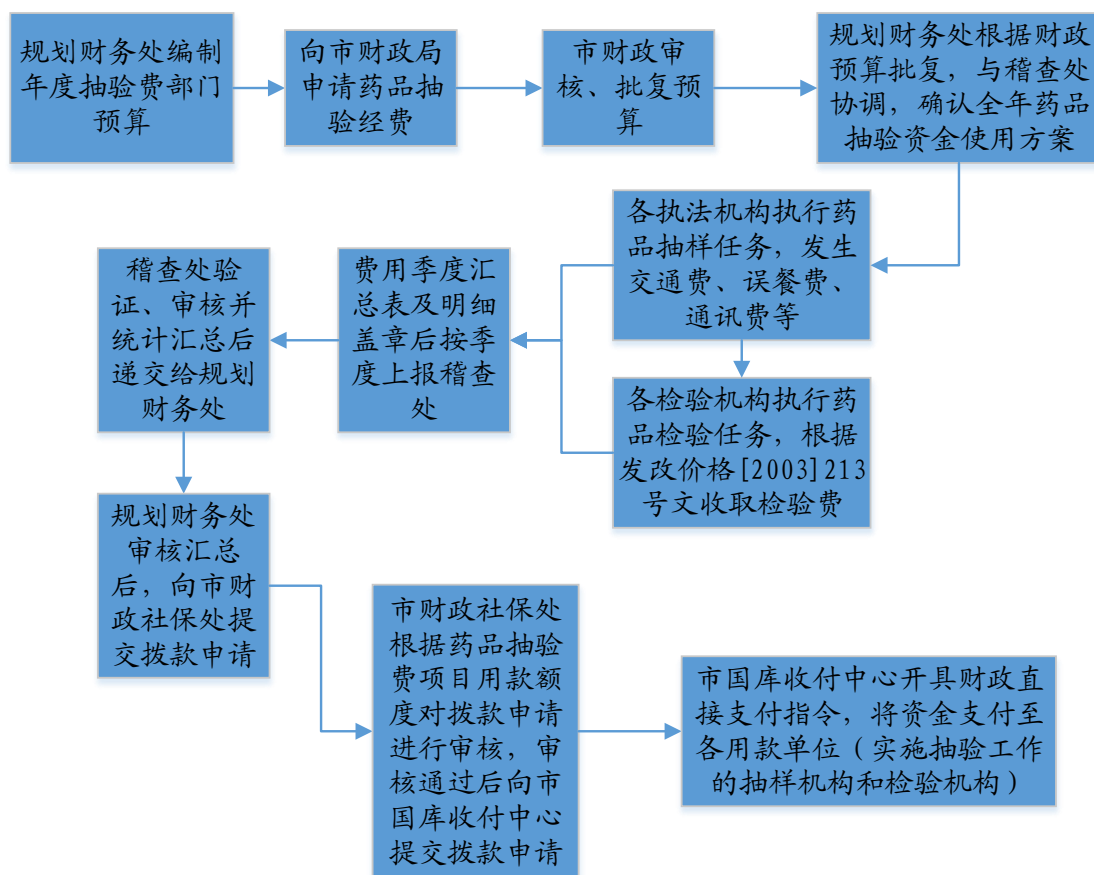 规划财务处编制
年度抽验费部门
预算
向市财政局
申请药品抽
验经费
市财政审
核、批复预
算
规划财务处根据财政
预算批复，与稽查处
协调，确认全年药品
抽验资金使用方案
各执法机构执行药
品抽样任务，发生
交通费、误餐费、
通讯费等
各检验机构执行药
品检验任务，根据
发改价格[2003]213
号文收取检验费
费用季度汇
总表及明细
盖章后按季
度上报稽查
处
稽查处验
证、审核并
统计汇总后
递交给规划
财务处
规划财务处
审核汇总
后，向市财
政社保处提
交拨款申请
市财政社保处
根据药品抽验
费项目用款额
度对拨款申请
进行审核，审
核通过后向市
国库收付中心
提交拨款申请
市国库收付中心开具财政直
接支付指令，将资金支付至
各用款单位（实施抽验工作
的抽样机构和检验机构）